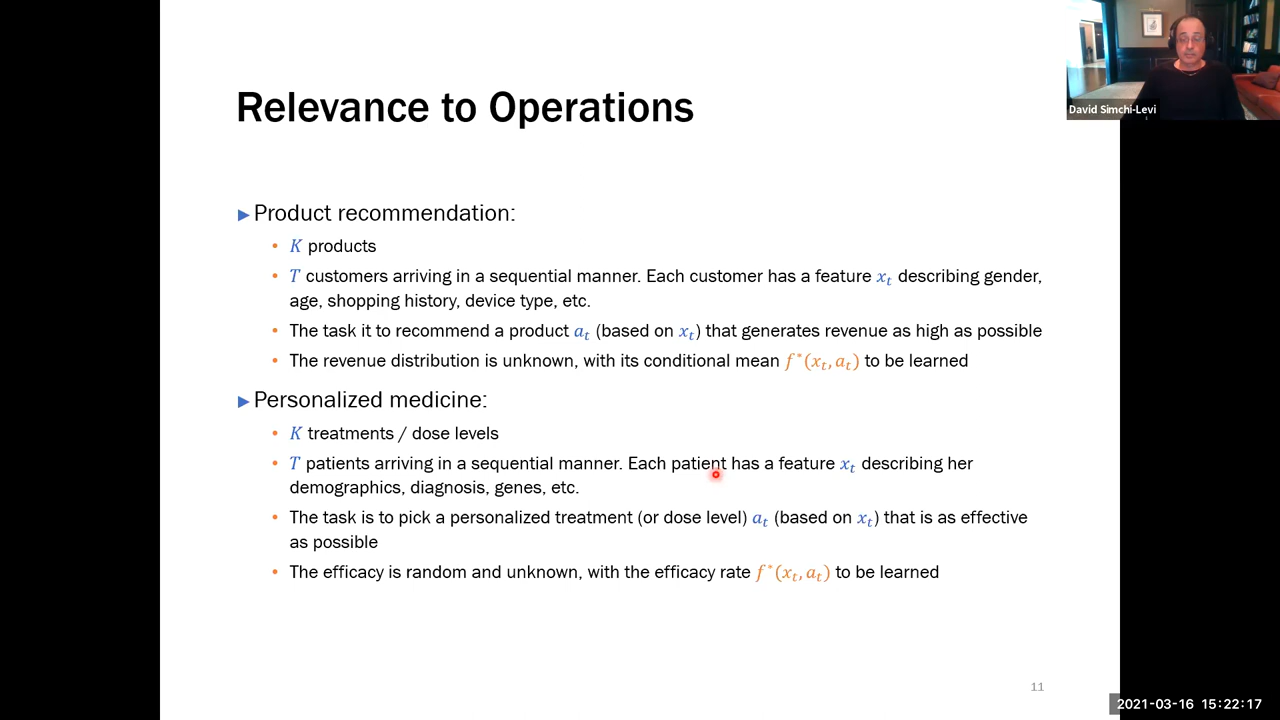 David Simchi-Levi
Relevance to Operations
▶ Product recommendation:
• K products
• T customers arriving in a sequential manner. Each customer has a feature x_t describing gender,
age, shopping history, device type, etc.
• The task it to recommend a product a_t (based on x_t) that generates revenue as high as possible
• The revenue distribution is unknown, with its conditional mean f*(x_t, a_t) to be learned
▶ Personalized medicine:
• K treatments / dose levels
• T patients arriving in a sequential manner. Each patient has a feature x_t describing her
demographics, diagnosis, genes, etc.
• The task is to pick a personalized treatment (or dose level) a_t (based on x_t) that is as effective
as possible
• The efficacy is random and unknown, with the efficacy rate f*(x_t, a_t) to be learned
11
2021-03-16 15:22:17